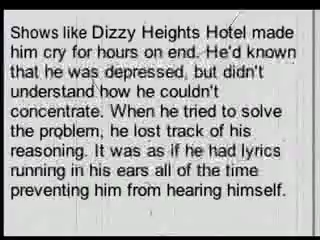 Shows like Dizzy Heights Hotel made
him cry for hours on end. He'd known
that he was depressed, but didn't
understand how he couldn't
concentrate. When he tried to solve
the problem, he lost track of his
reasoning. It was as if he had lyrics
running in his ears all of the time
preventing him from hearing himself.